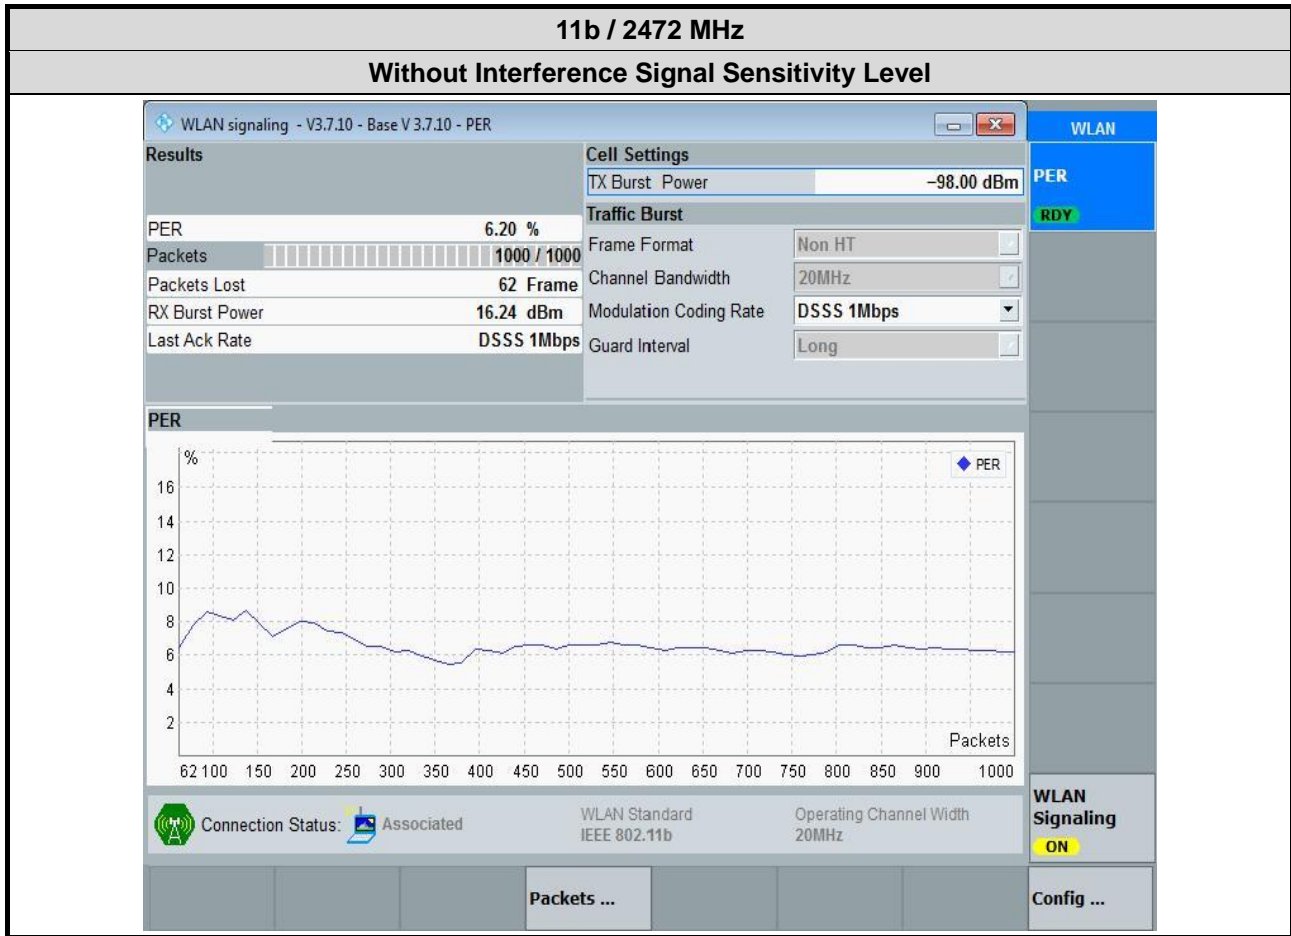 11b / 2472 MHz
Without Interference Signal Sensitivity Level
WLAN signaling - V3.7.10 - Base V 3.7.10 - PER
WLAN
Results
Cell Settings
TX Burst Power −98.00 dBm
PER
RDY
Traffic Burst
PER 6.20 %
Frame Format Non HT
Packets 1000 / 1000
Channel Bandwidth 20MHz
Packets Lost 62 Frame
Modulation Coding Rate DSSS 1Mbps
RX Burst Power 16.24 dBm
Last Ack Rate DSSS 1Mbps
Guard Interval Long
PER
%
PER
16
14
12
10
8
6
4
2
Packets
62 100 150 200 250 300 350 400 450 500 550 600 650 700 750 800 850 900 1000
Connection Status: Associated
WLAN Standard
IEEE 802.11b
Operating Channel Width
20MHz
WLAN
Signaling
ON
Packets ...
Config ...